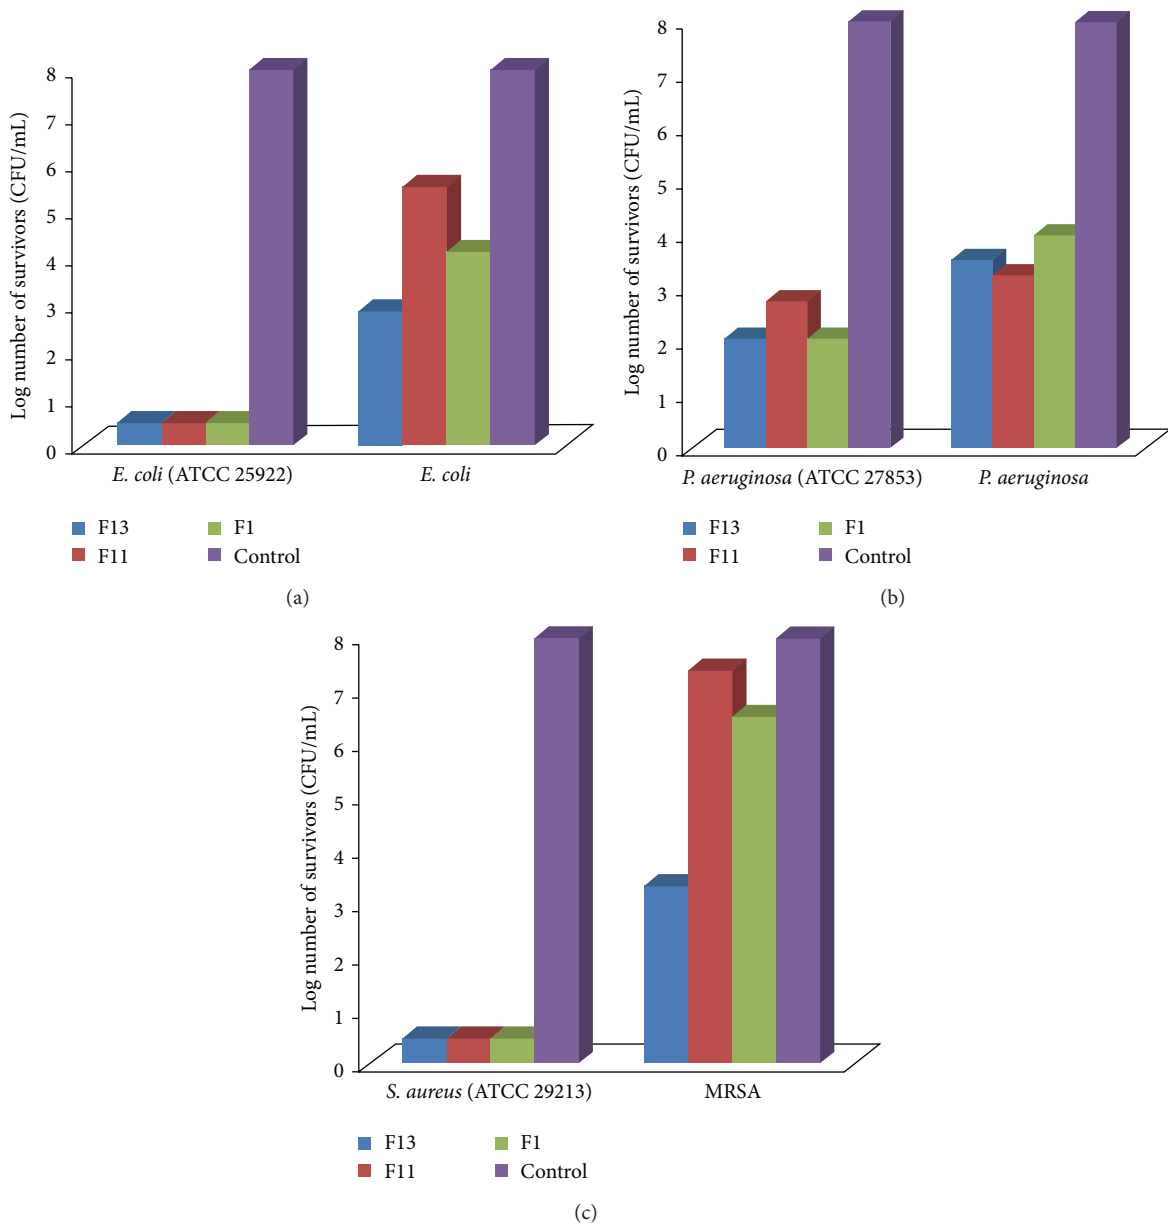 Log number of survivors (CFU/mL)
8
7
6
5
4
3
2
1
0
E. coli (ATCC 25922)
E. coli
F13
F1
F11
Control
(a)
Log number of survivors (CFU/mL)
8
7
6
5
4
3
2
1
0
P. aeruginosa (ATCC 27853)
P. aeruginosa
F13
F1
F11
Control
(b)
Log number of survivors (CFU/mL)
8
7
6
5
4
3
2
1
0
S. aureus (ATCC 29213)
MRSA
F13
F1
F11
Control
(c)